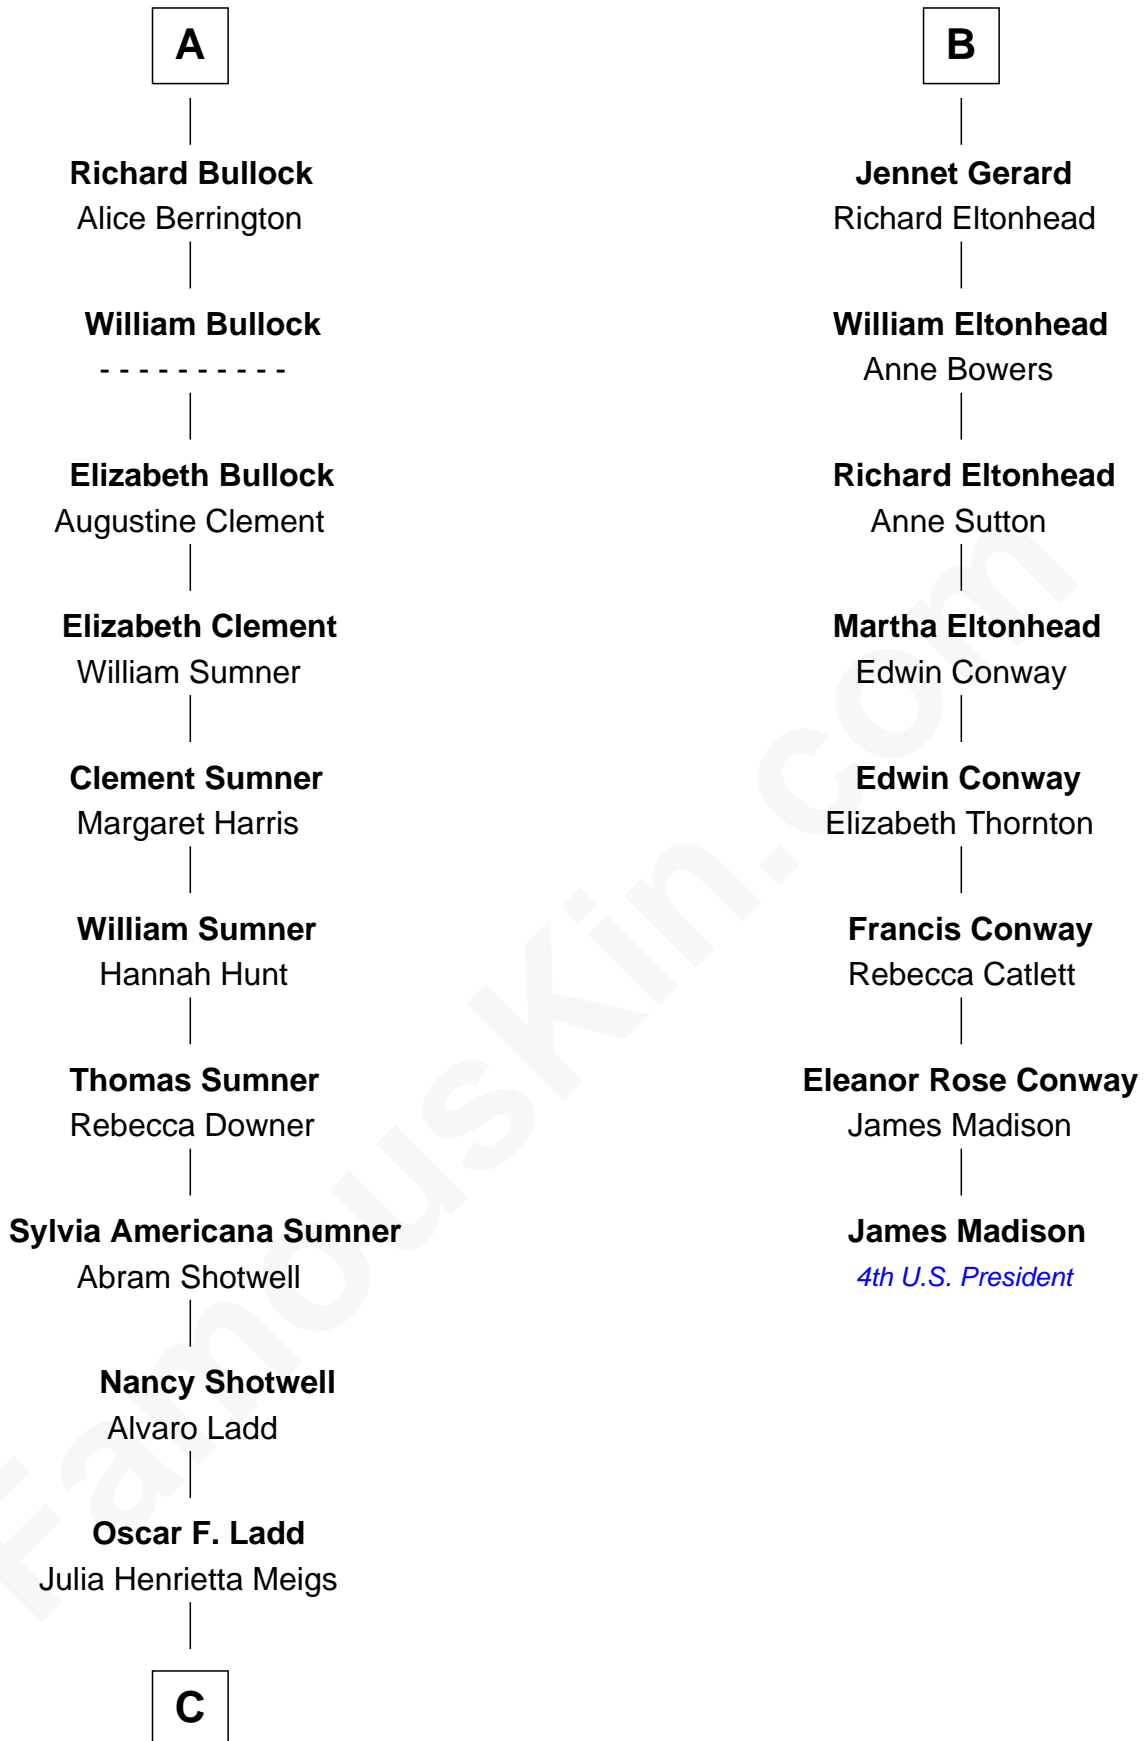 A
Richard Bullock
Alice Berrington
William Bullock
- - - - - - - - - -
Elizabeth Bullock
Augustine Clement
Elizabeth Clement
William Sumner
Clement Sumner
Margaret Harris
William Sumner
Hannah Hunt
Thomas Sumner
Rebecca Downer
Sylvia Americana Sumner
Abram Shotwell
Nancy Shotwell
Alvaro Ladd
Oscar F. Ladd
Julia Henrietta Meigs
C
B
Jennet Gerard
Richard Eltonhead
William Eltonhead
Anne Bowers
Richard Eltonhead
Anne Sutton
Martha Eltonhead
Edwin Conway
Edwin Conway
Elizabeth Thornton
Francis Conway
Rebecca Catlett
Eleanor Rose Conway
James Madison
James Madison
4th U.S. President
FamousKin.com